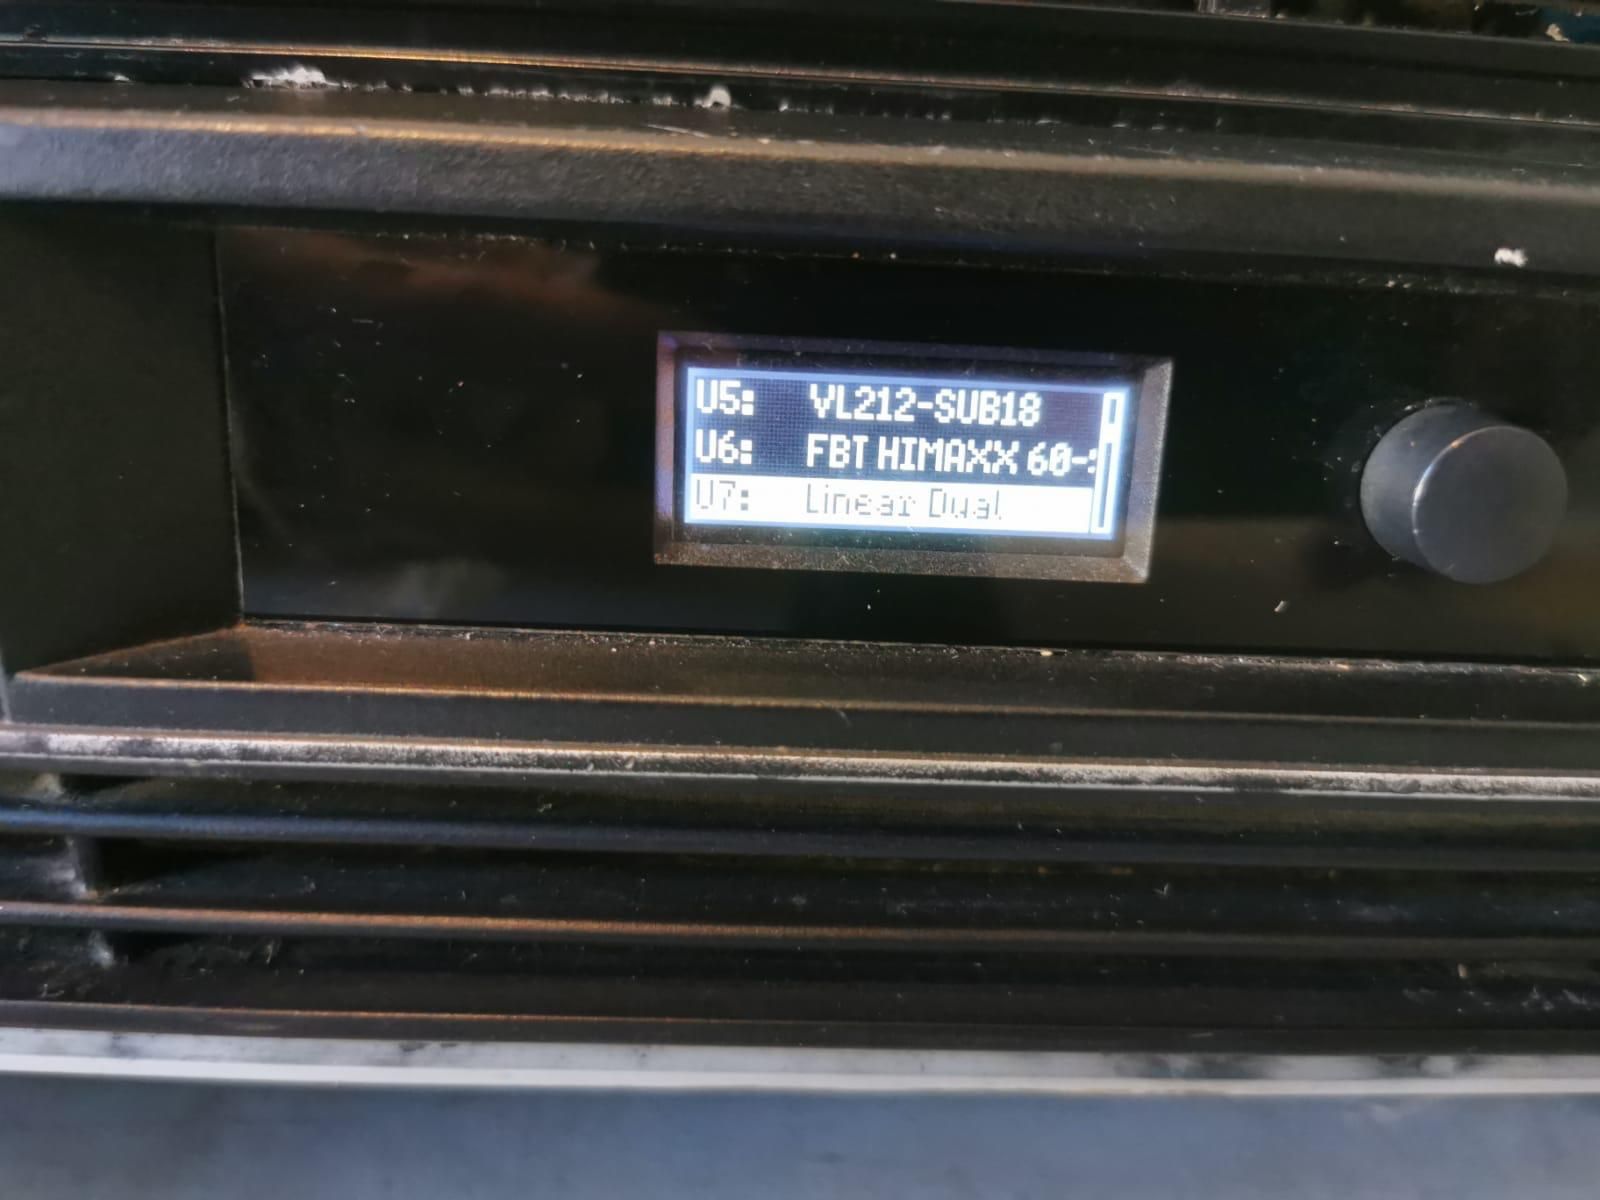 U5: VL212-SUB18
U6: FBT HIMAXX 60-
U7: Linear Dual